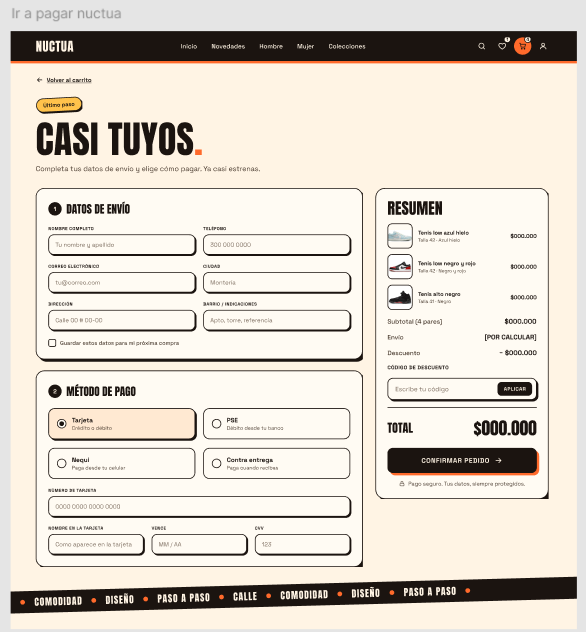 Ir a pagar nuctua
NUCTUA
Inicio Novedades Hombre Mujer Colecciones
Volver al carrito
Último paso
CASI TUYOS.
Completa tus datos de envío y elige cómo pagar. Ya casi estrenas.
1 DATOS DE ENVÍO
NOMBRE COMPLETO TELÉFONO
Tu nombre y apellido 300 000 0000
CORREO ELECTRÓNICO CIUDAD
tu@correo.com Montería
DIRECCIÓN BARRIO / INDICACIONES
Calle 00 # 00-00 Apto, torre, referencia
Guardar estos datos para mi próxima compra
2 MÉTODO DE PAGO
Tarjeta
Crédito o débito
PSE
Débito desde tu banco
Nequi
Paga desde tu celular
Contra entrega
Paga cuando recibes
NÚMERO DE TARJETA
0000 0000 0000 0000
NOMBRE EN LA TARJETA VENCE CVV
Como aparece en la tarjeta MM / AA 123
RESUMEN
Tenis low azul hielo
Talla 42 · Azul hielo
$000.000
Tenis low negro y rojo
Talla 42 · Negro y rojo
$000.000
Tenis alto negro
Talla 41 · Negro
$000.000
Subtotal (4 pares) $000.000
Envío [POR CALCULAR]
Descuento − $000.000
CÓDIGO DE DESCUENTO
Escribe tu código APLICAR
TOTAL $000.000
CONFIRMAR PEDIDO →
Pago seguro. Tus datos, siempre protegidos.
COMODIDAD DISEÑO PASO A PASO CALLE COMODIDAD DISEÑO PASO A PASO